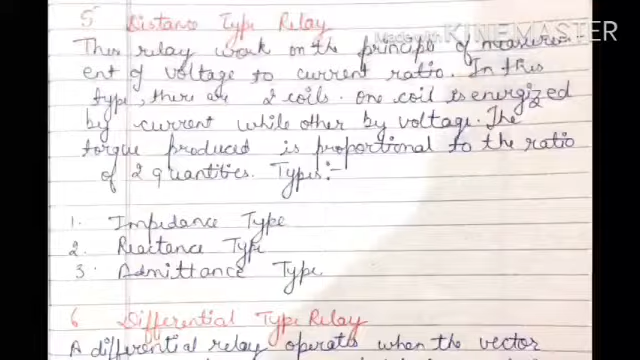 5 Distance Type Relay
Made with KINEMASTER
This relay work on the principle of measurem-
ent of voltage to current ratio. In this
type, there are 2 coils. one coil is energized
by current while other by voltage. The
torque produced is proportional to the ratio
of 2 quantities. Types:-
1. Impedance Type
2. Reactance Type
3. Admittance Type
6 Differential Type Relay
A differential relay operates when the vector